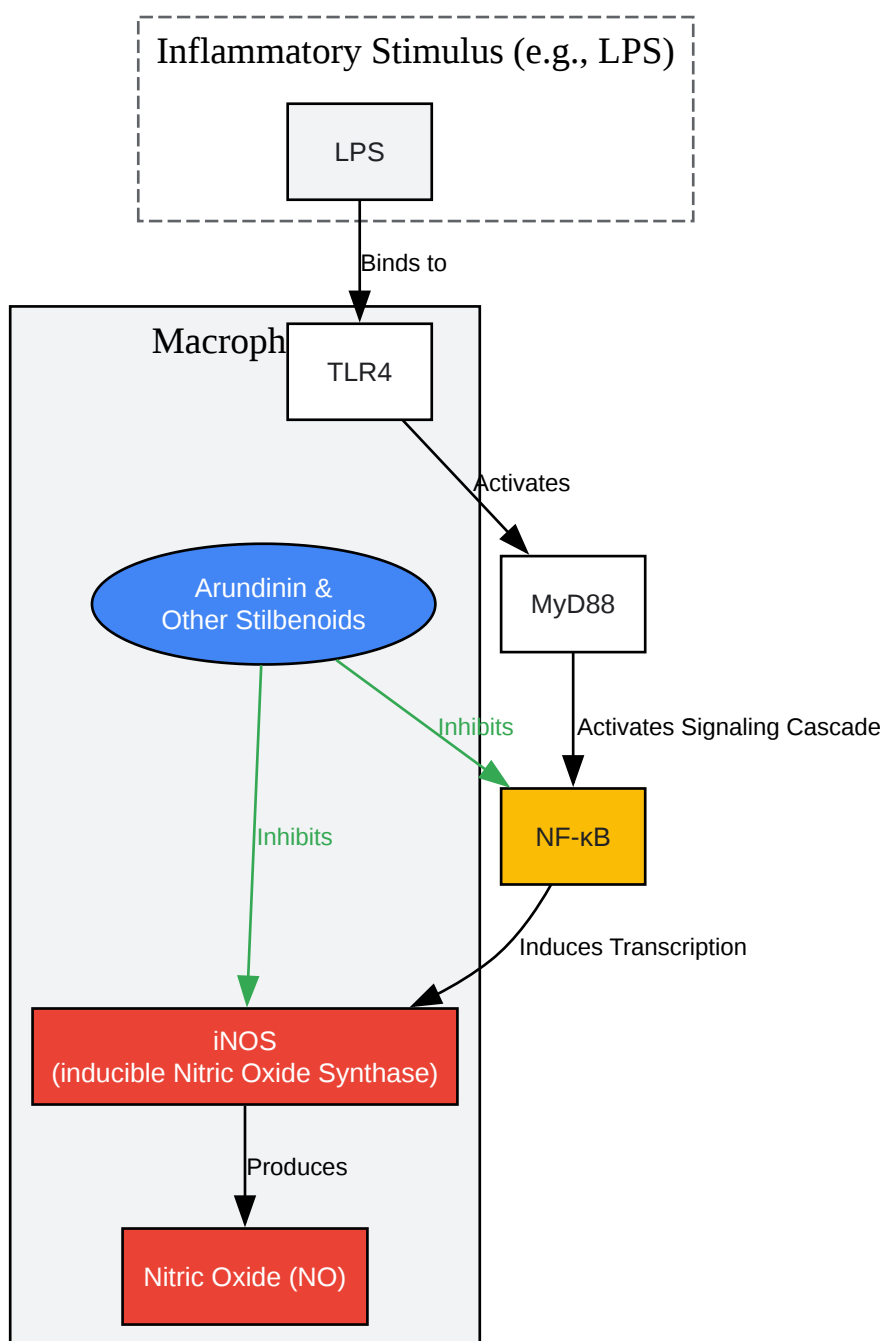 Inflammatory Stimulus (e.g., LPS)
LPS
Binds to
Macroph
TLR4
Activates
Arundinin &
Other Stilbenoids
MyD88
Inhibits
Activates Signaling Cascade
Inhibits
NF-κB
Induces Transcription
iNOS
(inducible Nitric Oxide Synthase)
Produces
Nitric Oxide (NO)